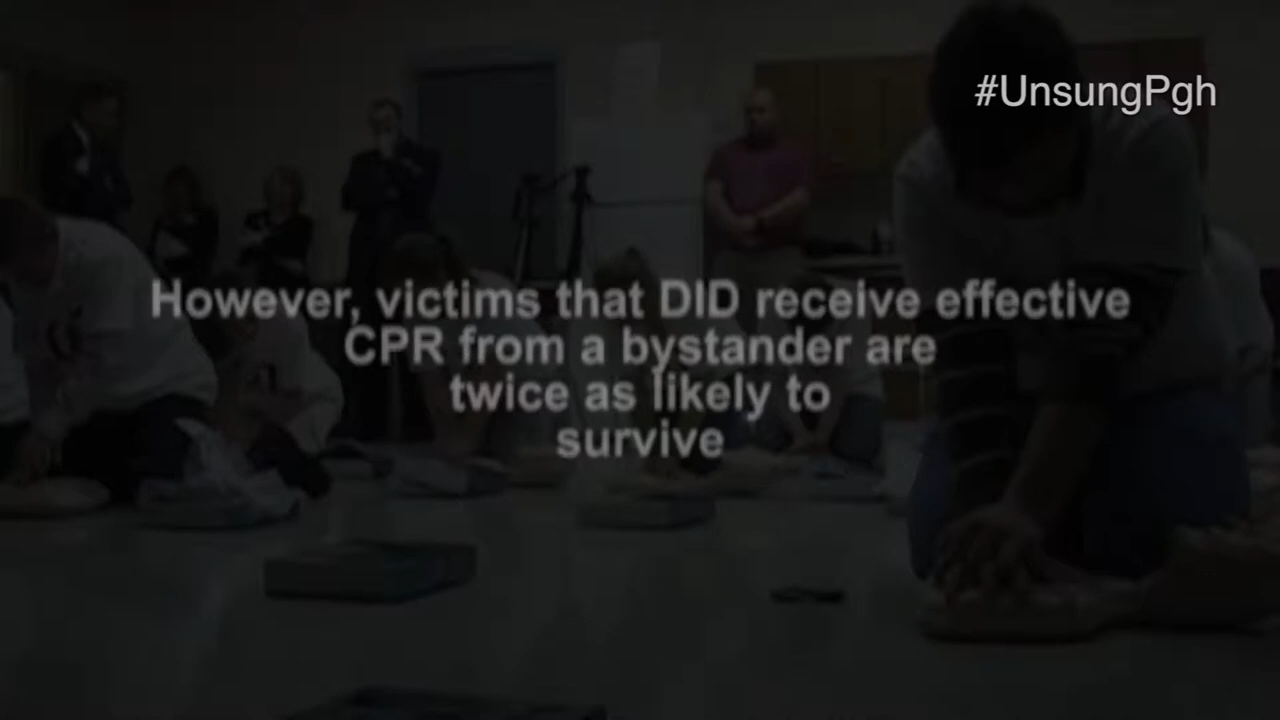 #UnsungPgh
However, victims that DID receive effective
CPR from a bystander are
twice as likely to
survive